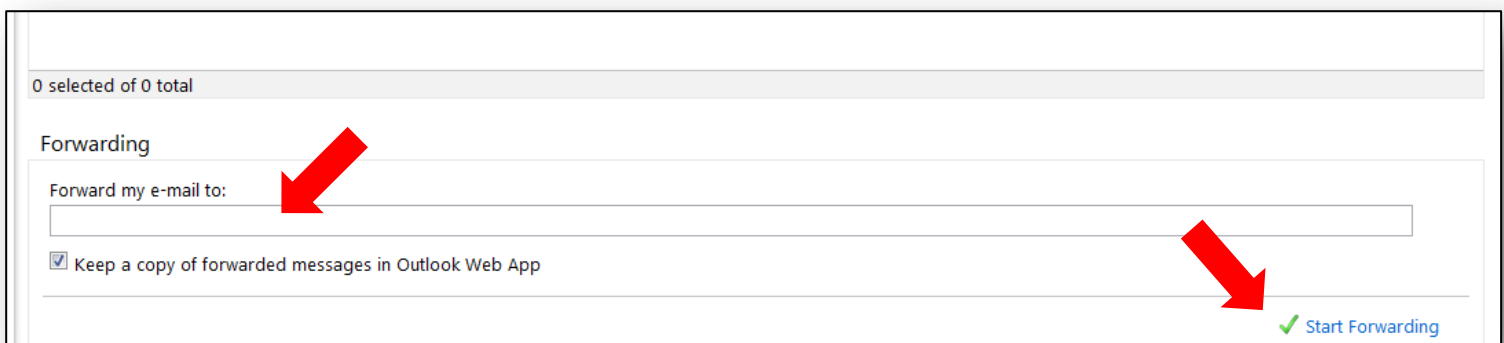 0 selected of 0 total
Forwarding
Forward my e-mail to:
Keep a copy of forwarded messages in Outlook Web App
Start Forwarding